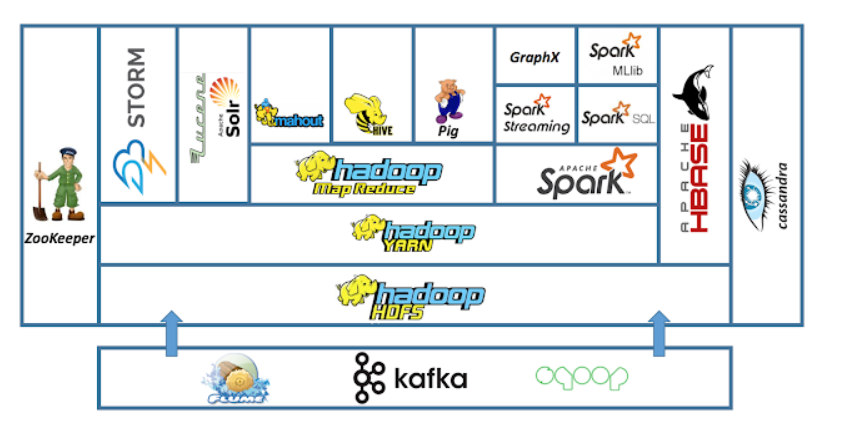 ZooKeeper
STORM
Lucene
Apache
Solr
mahout
HIVE
Pig
GraphX
Spark
MLlib
Spark
Streaming
Spark SQL
hadoop
Map Reduce
APACHE
Spark
hadoop
YARN
hadoop
HDFS
APACHE
HBASE
cassandra
FLUME
kafka
sqoop